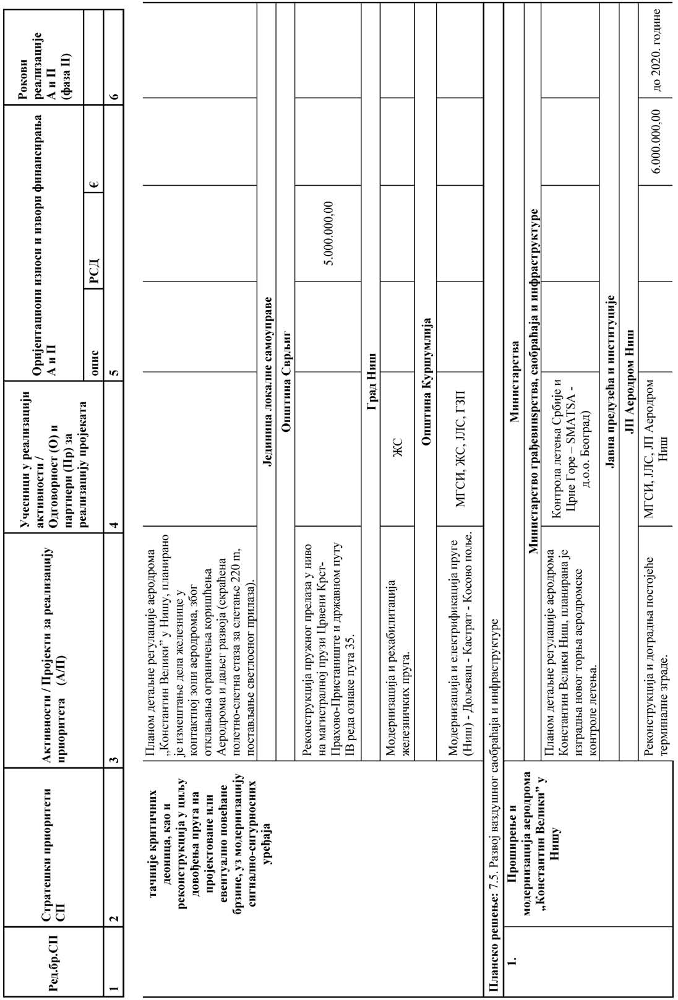 Ред.бр.СП
Стратешки приоритети
СП
Активности / Пројекти за реализацију
приоритета (А/П)
Учесници у реализацији
активности /
Одговорност (О) и
партнери (Пр) за
реализацију пројеката
Оријентациони износи и извори финансирања
А и П
опис
РСД
€
Рокови
реализације
А и П
(фаза II)
1
2
3
4
5
6
тачније критичних
деоница, као и
реконструкција у циљу
довођења пруга на
пројектоване или
евентуално повећане
брзине, уз модернизацију
сигнално-сигурносних
уређаја
Планом детаљне регулације аеродрома
„Константин Велики” у Нишу, планирано
је измештање дела железнице у
контактној зони аеродрома, због
отклањања ограничења коришћења
Аеродрома и даљег развоја (скраћена
полетно-слетна стаза за слетање 220 m,
постављање светлосног прилаза).
Јединица локалне самоуправе
Општина Сврљиг
Реконструкција пружног прелаза у ниво
на магистралној прузи Црвени Крст-
Прахово-Пристаниште и државном путу
IB реда ознаке пута 35.
5.000.000,00
Град Ниш
Модернизација и рехабилитација
железничких пруга.
ЖС
Општина Куршумлија
Модернизација и електрификација пруге
(Ниш) - Дољевац - Кастрат - Косово поље.
МГСИ, ЖС, ЈЛС, ГЗП
Планско решење: 7.5. Развој ваздушног саобраћаја и инфраструктуре
1.
Проширење и
модернизација аеродрома
„Константин Велики” у
Нишу
Министарства
Министарство грађевинsрства, саобраћаја и инфраструктуре
Планом детаљне регулације аеродрома
Константин Велики Ниш, планирана је
изградња новог торња аеродромске
контроле летења.
Контрола летења Србије и
Црне Горе – SMATSA -
д.о.о. Београд)
Јавна предузећа и институције
ЈП Аеродром Ниш
Реконструкција и доградња постојеће
терминалне зграде.
МГСИ, ЈЛС, ЈП Аеродром
Ниш
6.000.000,00
до 2020. године